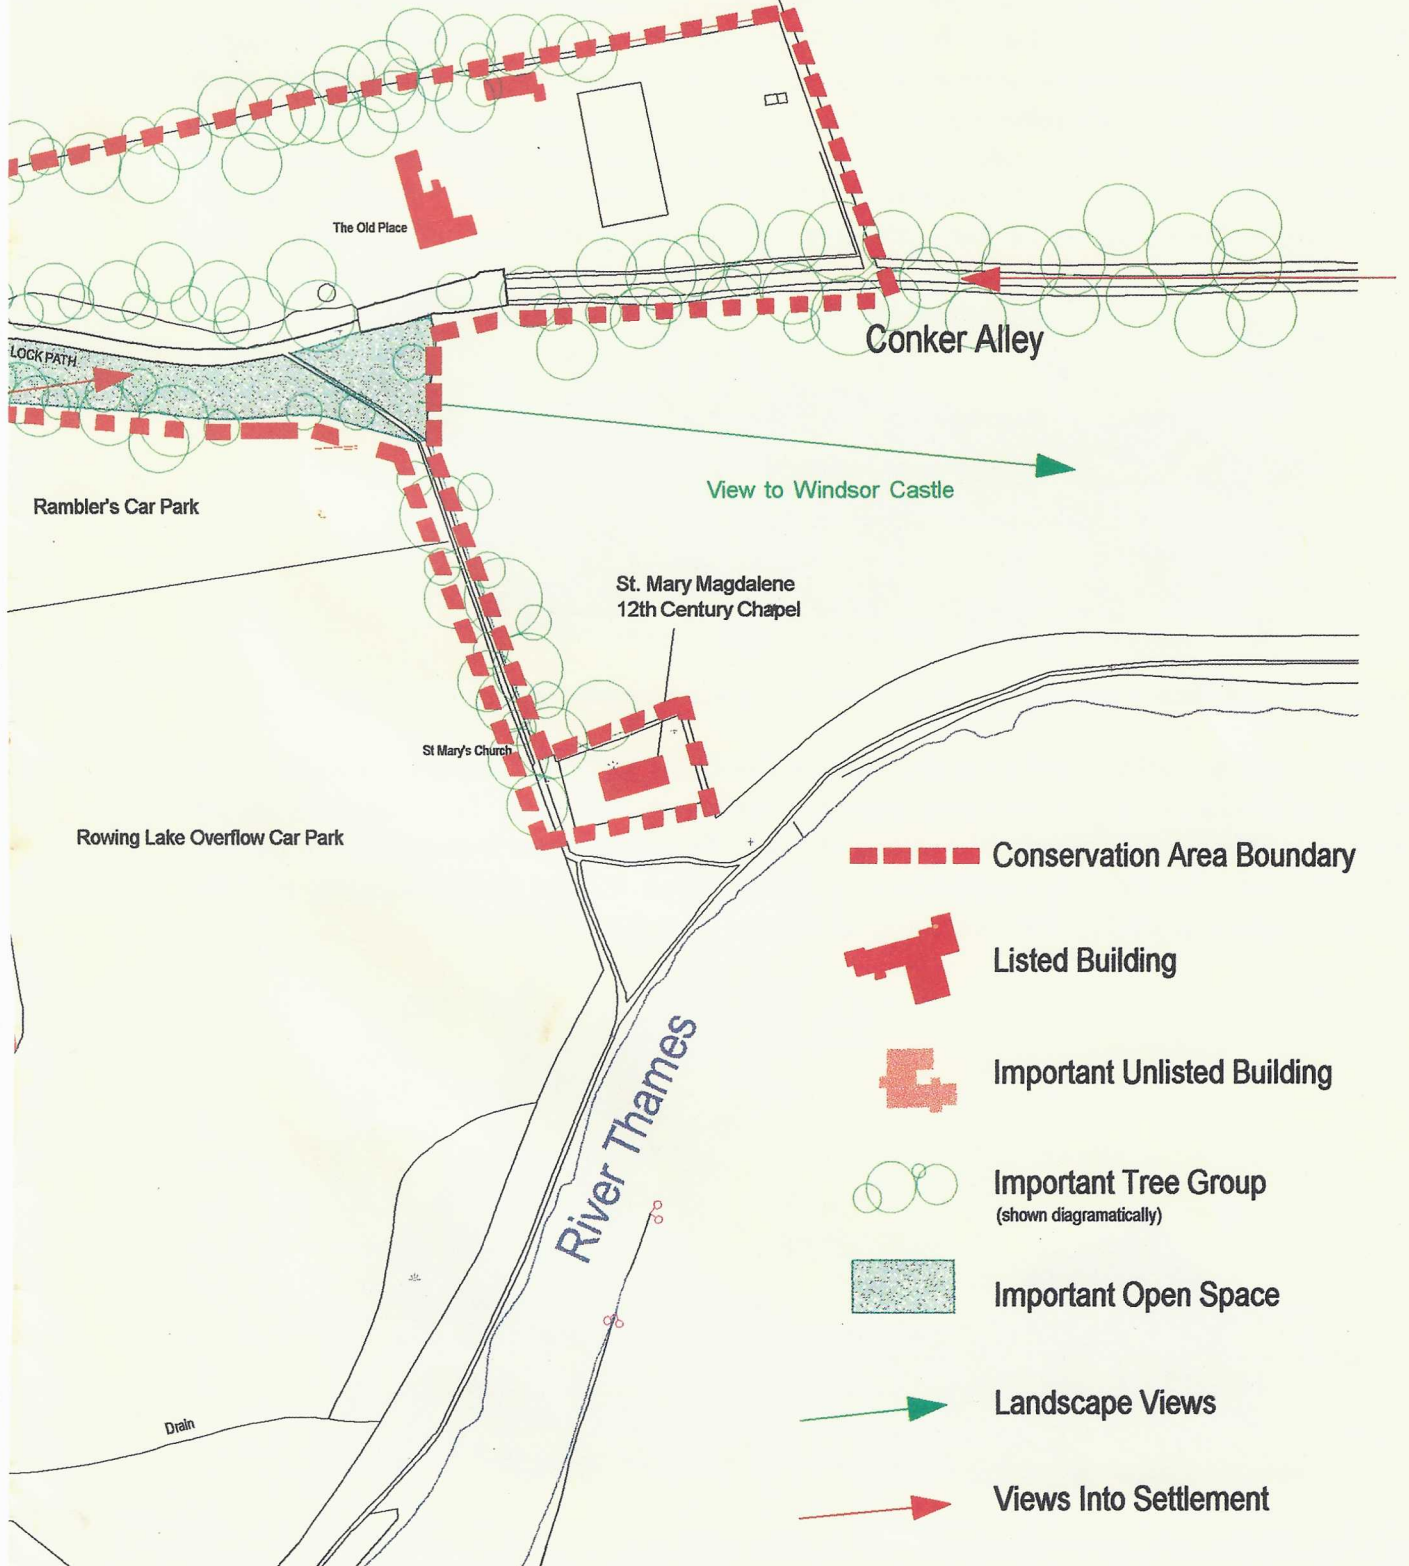 The Old Place
LOCK PATH
Conker Alley
View to Windsor Castle
Rambler's Car Park
St. Mary Magdalene
12th Century Chapel
St Mary's Church
Rowing Lake Overflow Car Park
Conservation Area Boundary
Listed Building
Important Unlisted Building
Important Tree Group
(shown diagramatically)
Important Open Space
River Thames
Landscape Views
Drain
Views Into Settlement